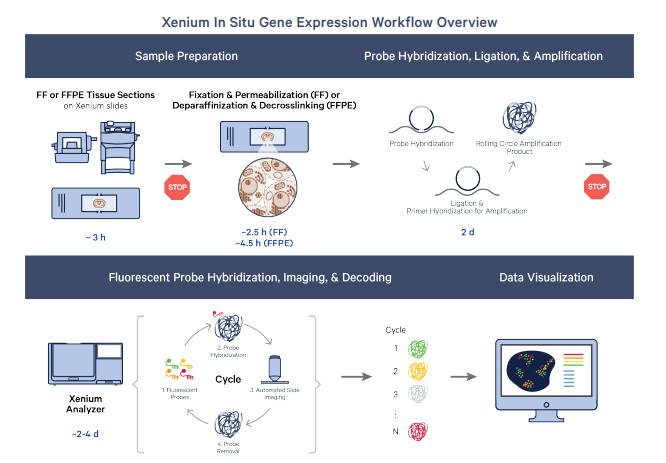 Xenium In Situ Gene Expression Workflow Overview
Sample Preparation
Probe Hybridization, Ligation, & Amplification
FF or FFPE Tissue Sections
on Xenium slides
Fixation & Permeabilization (FF) or
Deparaffinization & Decrosslinking (FFPE)
STOP
~ 3 h
~2.5 h (FF)
~4.5 h (FFPE)
Probe Hybridization
Rolling Circle Amplification
Product
Ligation &
Primer Hybridization for Amplification
2 d
STOP
Fluorescent Probe Hybridization, Imaging, & Decoding
Data Visualization
Xenium
Analyzer
~2-4 d
Cycle
1. Fluorescent
Probes
2. Probe
Hybridization
3. Automated Slide
Imaging
4. Probe
Removal
Cycle
1
2
3
⋮
N